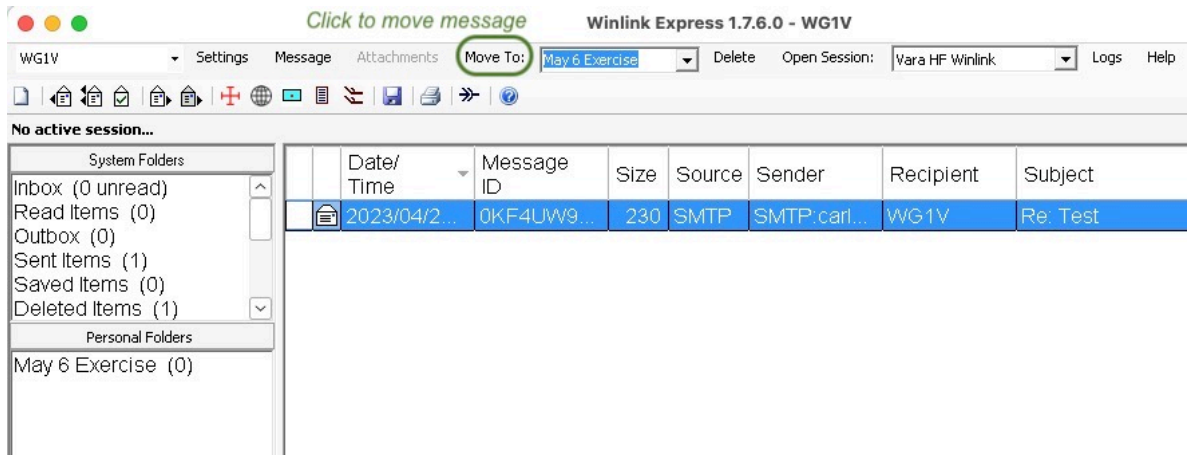 Click to move message Winlink Express 1.7.6.0 - WG1V
WG1V Settings Message Attachments Move To: May 6 Exercise Delete Open Session: Vara HF Winlink Logs Help
No active session...
System Folders
Inbox (0 unread)
Read Items (0)
Outbox (0)
Sent Items (1)
Saved Items (0)
Deleted Items (1)
Personal Folders
May 6 Exercise (0)
Date/
Time
Message
ID
Size Source Sender Recipient Subject
2023/04/2... 0KF4UW9... 230 SMTP SMTP:carl... WG1V Re: Test